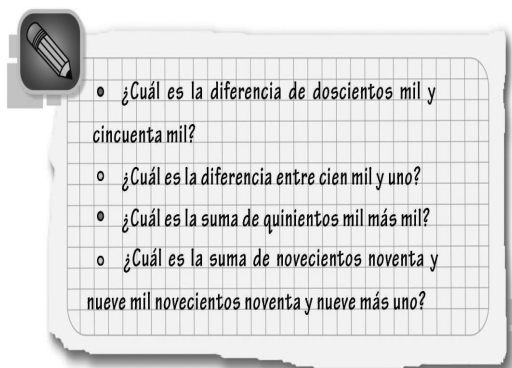 • ¿Cuál es la diferencia de doscientos mil y
cincuenta mil?
• ¿Cuál es la diferencia entre cien mil y uno?
• ¿Cuál es la suma de quinientos mil más mil?
• ¿Cuál es la suma de novecientos noventa y
nueve mil novecientos noventa y nueve más uno?